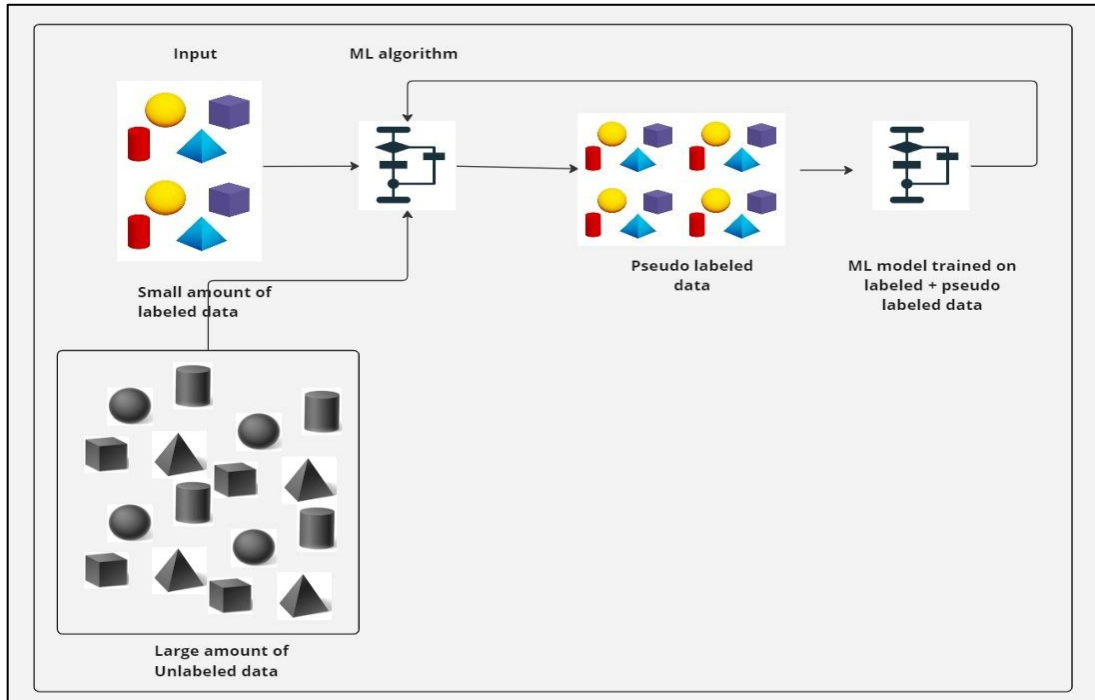 Input
ML algorithm
Small amount of
labeled data
Pseudo labeled
data
ML model trained on
labeled + pseudo
labeled data
Large amount of
Unlabeled data